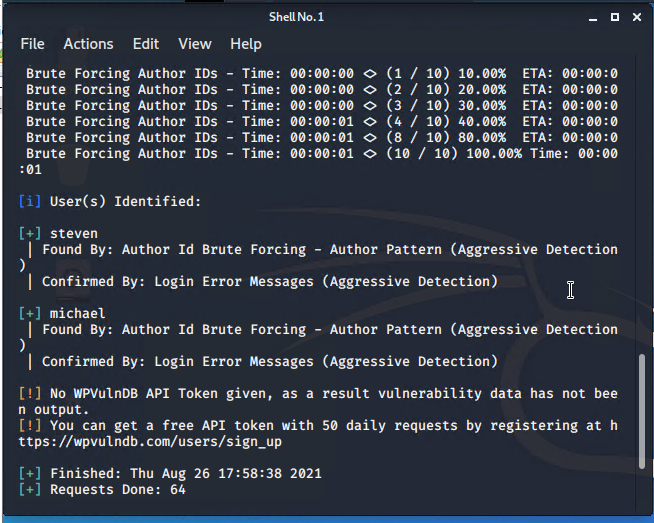 Shell No. 1
File Actions Edit View Help
Brute Forcing Author IDs - Time: 00:00:00 <> (1 / 10) 10.00% ETA: 00:00:0
Brute Forcing Author IDs - Time: 00:00:00 <> (2 / 10) 20.00% ETA: 00:00:0
Brute Forcing Author IDs - Time: 00:00:00 <> (3 / 10) 30.00% ETA: 00:00:0
Brute Forcing Author IDs - Time: 00:00:01 <> (4 / 10) 40.00% ETA: 00:00:0
Brute Forcing Author IDs - Time: 00:00:01 <> (8 / 10) 80.00% ETA: 00:00:0
Brute Forcing Author IDs - Time: 00:00:01 <> (10 / 10) 100.00% Time: 00:00
:01
[i] User(s) Identified:
[+] steven
| Found By: Author Id Brute Forcing - Author Pattern (Aggressive Detection
)
| Confirmed By: Login Error Messages (Aggressive Detection)
[+] michael
| Found By: Author Id Brute Forcing - Author Pattern (Aggressive Detection
)
| Confirmed By: Login Error Messages (Aggressive Detection)
[!] No WPVulnDB API Token given, as a result vulnerability data has not bee
n output.
[!] You can get a free API token with 50 daily requests by registering at h
ttps://wpvulndb.com/users/sign_up
[+] Finished: Thu Aug 26 17:58:38 2021
[+] Requests Done: 64